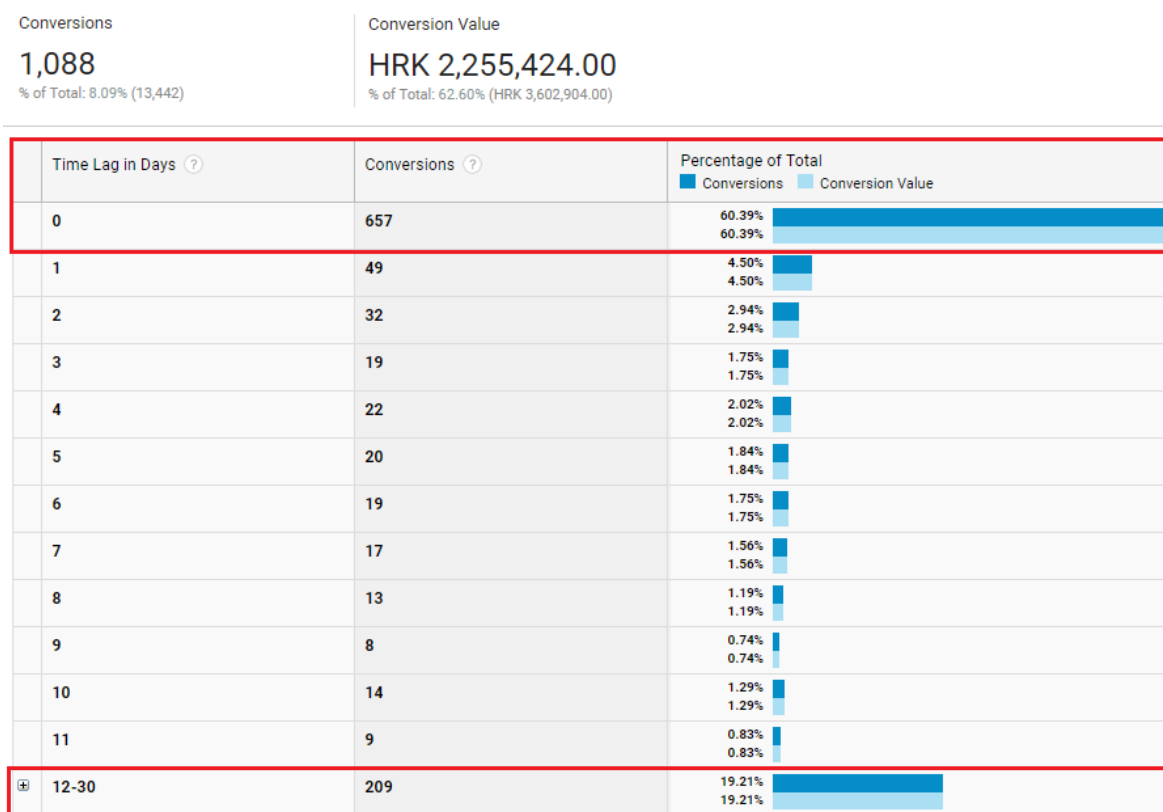 Conversions
1,088
% of Total: 8.09% (13,442)
Conversion Value
HRK 2,255,424.00
% of Total: 62.60% (HRK 3,602,904.00)
Time Lag in Days ?
Conversions ?
Percentage of Total
Conversions Conversion Value
0 657 60.39%
60.39%
1 49 4.50%
4.50%
2 32 2.94%
2.94%
3 19 1.75%
1.75%
4 22 2.02%
2.02%
5 20 1.84%
1.84%
6 19 1.75%
1.75%
7 17 1.56%
1.56%
8 13 1.19%
1.19%
9 8 0.74%
0.74%
10 14 1.29%
1.29%
11 9 0.83%
0.83%
12-30 209 19.21%
19.21%